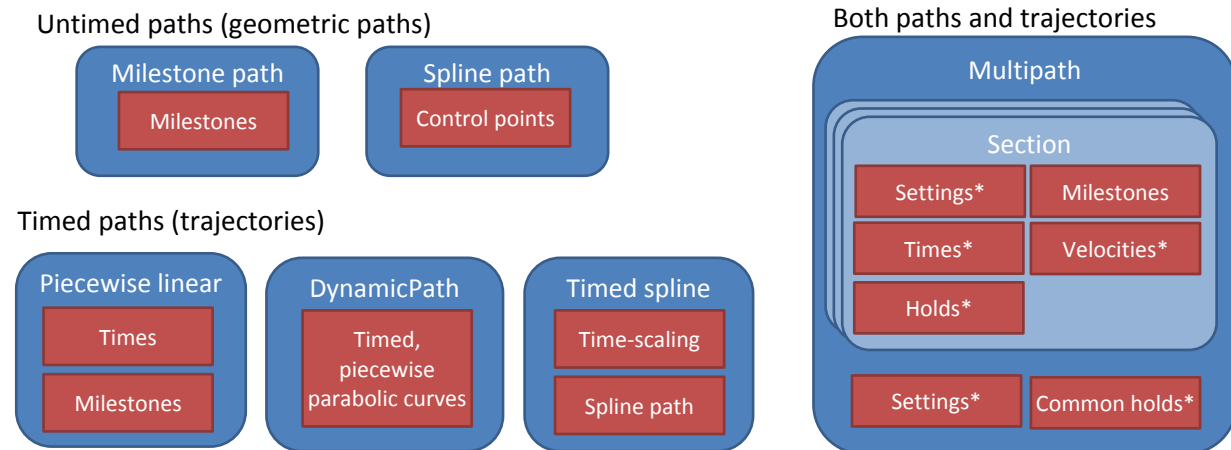 Untimed paths (geometric paths)
Milestone path
Milestones
Spline path
Control points
Timed paths (trajectories)
Piecewise linear
Times
Milestones
DynamicPath
Timed,
piecewise
parabolic curves
Timed spline
Time-scaling
Spline path
Both paths and trajectories
Multipath
Section
Settings*
Milestones
Times*
Velocities*
Holds*
Settings*
Common holds*